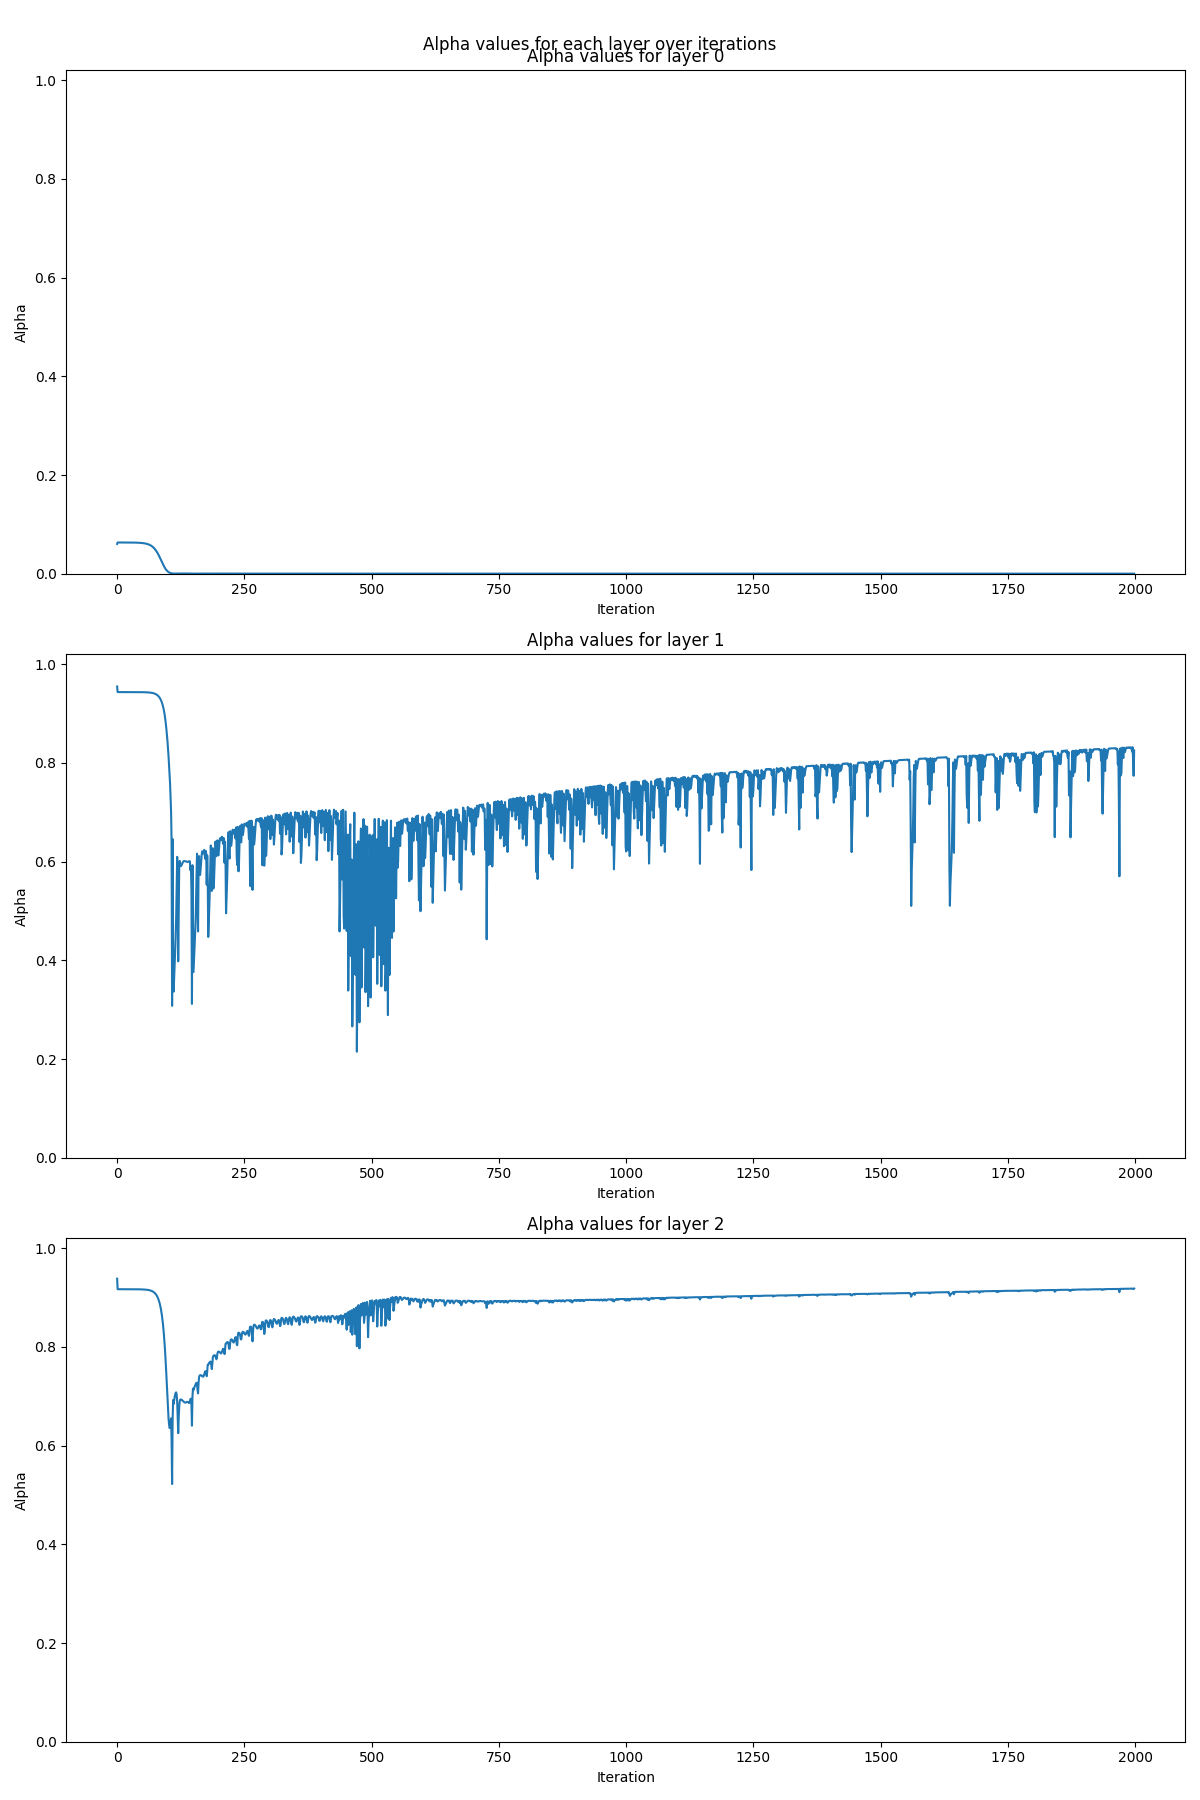 Alpha values for each layer over iterations
Alpha values for layer 0
1.0
0.8
0.6
0.4
0.2
0.0
Alpha
0 250 500 750 1000 1250 1500 1750 2000
Iteration
Alpha values for layer 1
1.0
0.8
0.6
0.4
0.2
0.0
Alpha
0 250 500 750 1000 1250 1500 1750 2000
Iteration
Alpha values for layer 2
1.0
0.8
0.6
0.4
0.2
0.0
Alpha
0 250 500 750 1000 1250 1500 1750 2000
Iteration